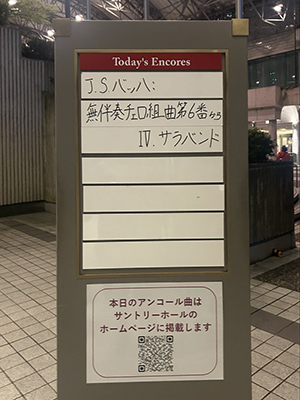 Today's Encores
J.S.バッハ:
無伴奏チェロ組曲第6番から
IV. サラバンド
本日のアンコール曲は
サントリーホールの
ホームページに掲載します